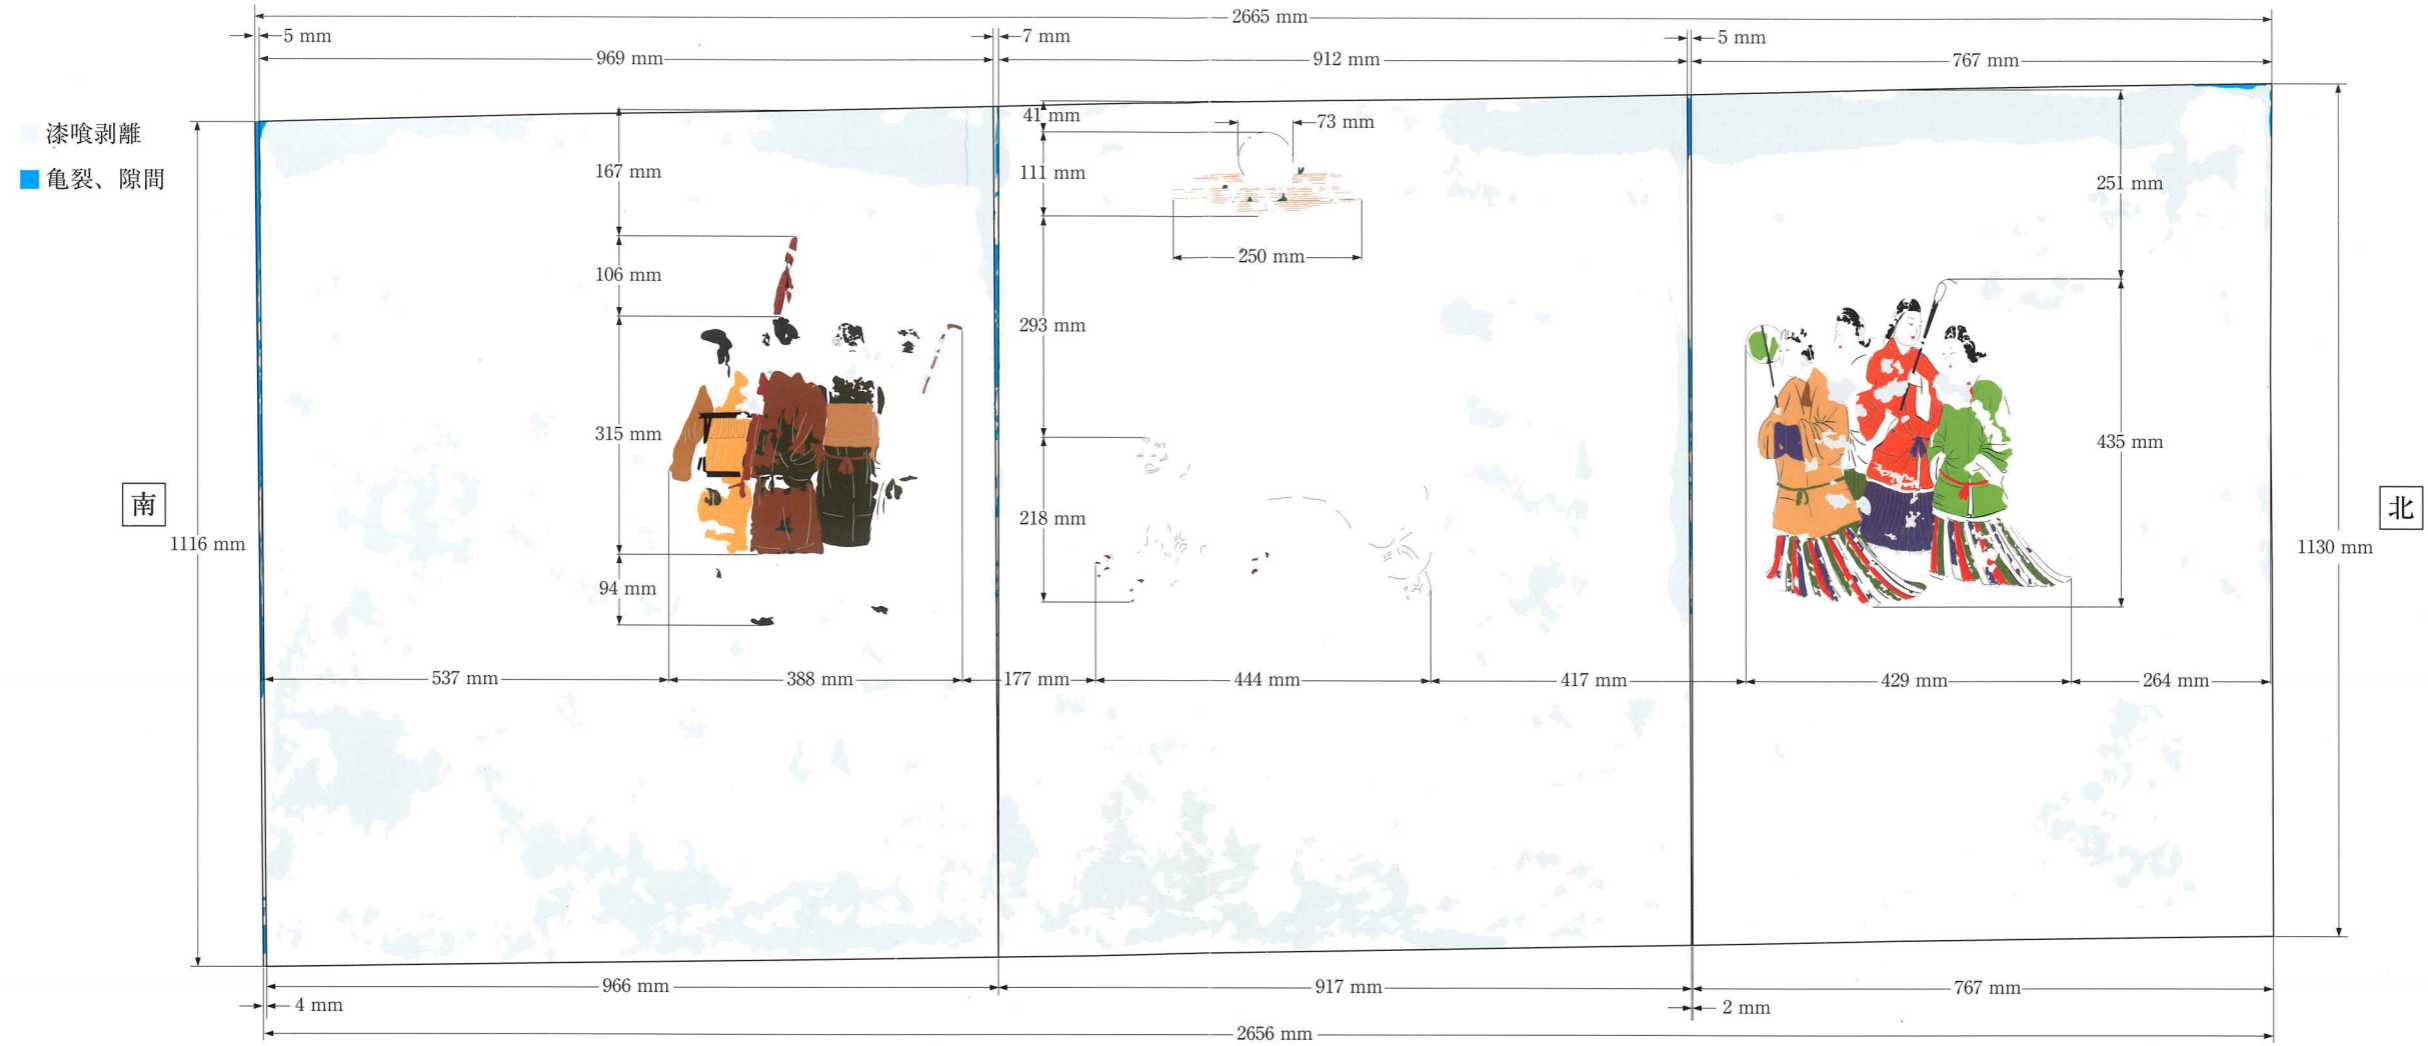 2665 mm
5 mm
7 mm
5 mm
969 mm
912 mm
767 mm
漆喰剥離
亀裂、隙間
41 mm
73 mm
167 mm
111 mm
251 mm
250 mm
106 mm
293 mm
315 mm
435 mm
南
北
218 mm
1116 mm
1130 mm
94 mm
537 mm
388 mm
177 mm
444 mm
417 mm
429 mm
264 mm
966 mm
917 mm
767 mm
4 mm
2 mm
2656 mm